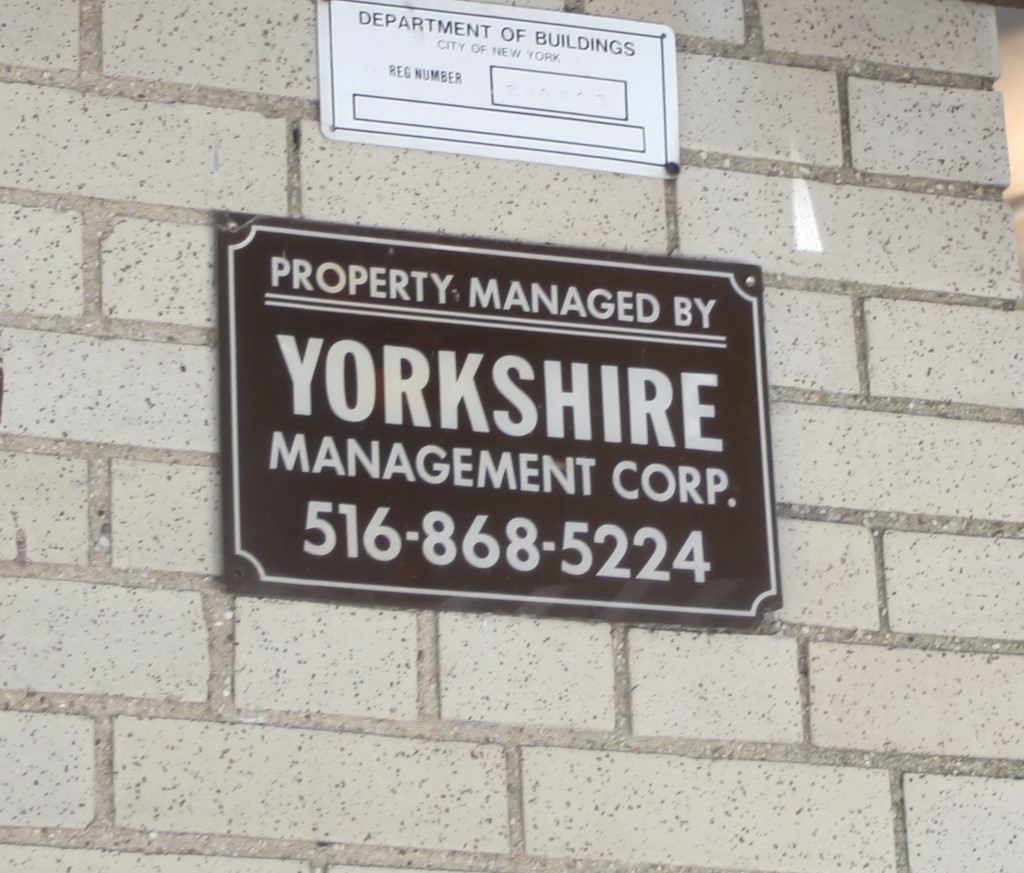 DEPARTMENT OF BUILDINGS
CITY OF NEW YORK
REG NUMBER
PROPERTY MANAGED BY
YORKSHIRE
MANAGEMENT CORP.
516-868-5224